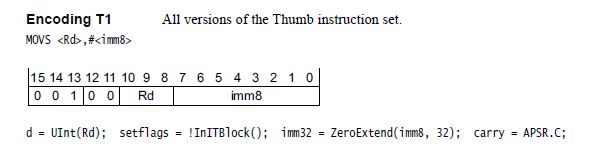 Encoding T1 All versions of the Thumb instruction set.
MOVS <Rd>,#<imm8>
15 14 13 12 11 10 9 8 7 6 5 4 3 2 1 0
0 0 1 0 0 Rd imm8
d = UInt(Rd); setflags = !InITBlock(); imm32 = ZeroExtend(imm8, 32); carry = APSR.C;